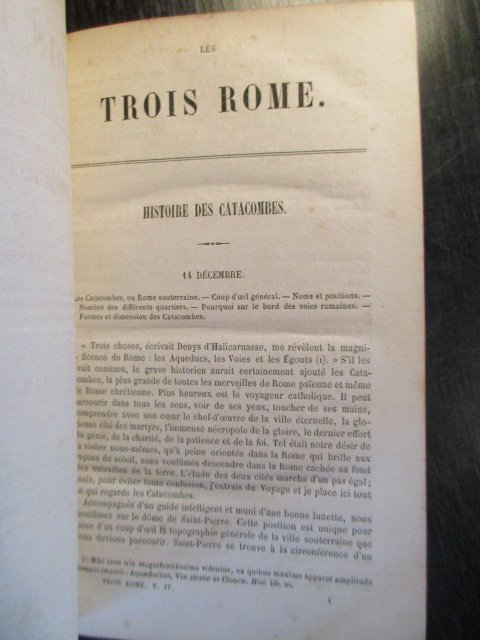 LES
TROIS ROME.
HISTOIRE DES CATACOMBES.
14 DÉCEMBRE.
Les Catacombes, ou Rome souterraine. — Coup d'œil général. — Noms et positions. —
Nombre des différents quartiers. — Pourquoi sur le bord des voies romaines. —
Formes et dimension des Catacombes.
« Trois choses, écrivait Denys d'Halicarnasse, me révèlent la magni-
ficence de Rome : les Aqueducs, les Voies et les Égouts (1). » S'il les
avait connues, le grave historien aurait certainement ajouté les Cata-
combes, la plus grande de toutes les merveilles de Rome païenne et même
de Rome chrétienne. Plus heureux est le voyageur catholique. Il peut
parcourir dans tous les sens, voir de ses yeux, toucher de ses mains,
comprendre avec son cœur le chef-d'œuvre de la ville éternelle, la glo-
rieuse cité des martyrs, l'immense nécropole de la gloire, le dernier effort
du génie, de la charité, de la patience et de la foi. Tel était notre désir de
la visiter nous-mêmes, qu'à peine orientés dans la Rome qui brille aux
rayons du soleil, nous voulûmes descendre dans la Rome cachée au fond
des entrailles de la terre. L'étude des deux cités marcha d'un pas égal ;
mais, pour éviter toute confusion, j'extrais du Voyage et je place ici tout
ce qui regarde les Catacombes.
Accompagnés d'un guide intelligent et muni d'une bonne lunette, nous
montâmes sur le dôme de Saint-Pierre. Cette position est unique pour
saisir d'un coup d'œil la topographie générale de la ville souterraine que
nous devions parcourir. Saint-Pierre se trouve à la circonférence d'un
(1) Mihi sane tria magnificentissima videntur, ex quibus maxime apparet amplitudo
Romani imperii : Aquæductus, Viæ stratæ et Cloacæ. Hist. lib. III.
TROIS ROME. T. IV.
1